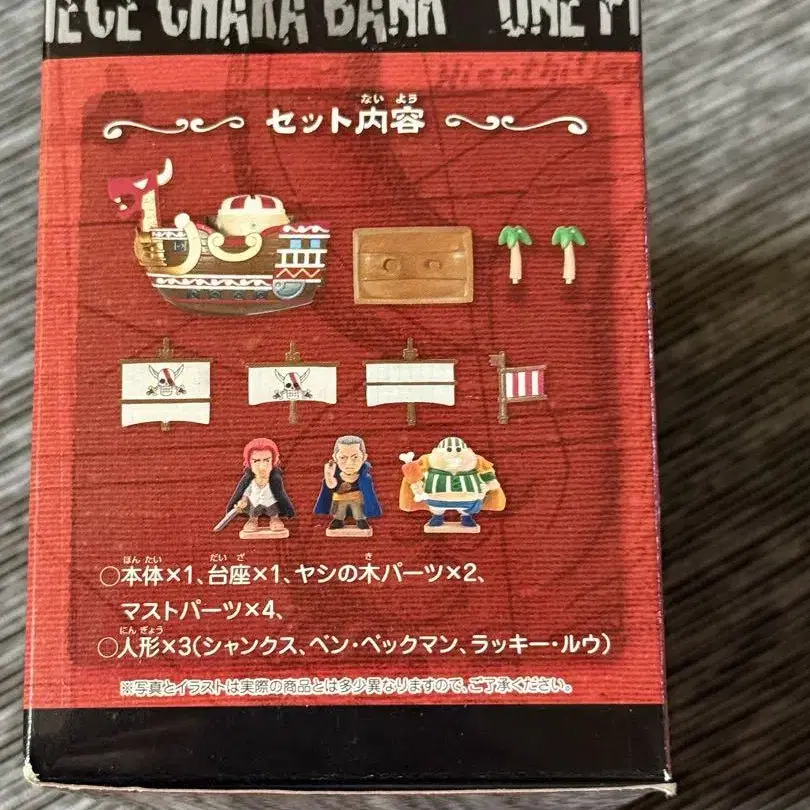 IECE CHARA BANK ONE PI
ない よう
セット内容
ほん たい だい ざ き
○本体×1、台座×1、ヤシの木パーツ×2、
マストパーツ×4、
にん ぎょう
○人形×3(シャンクス、ベン・ベックマン、ラッキー・ルウ)
※写真とイラストは実際の商品とは多少異なりますので、ご了承ください。